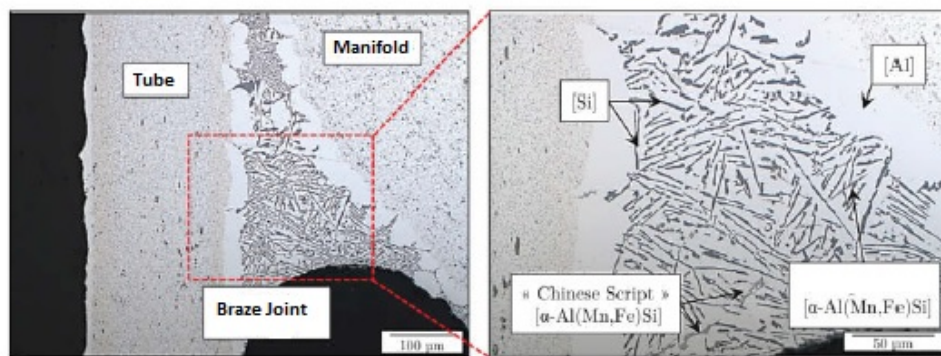 Tube
Manifold
Braze Joint
100 µm
[Si]
[Al]
« Chinese Script »
[α-Al(Mn,Fe)Si]
[α-Al(Mn,Fe)Si]
50 µm